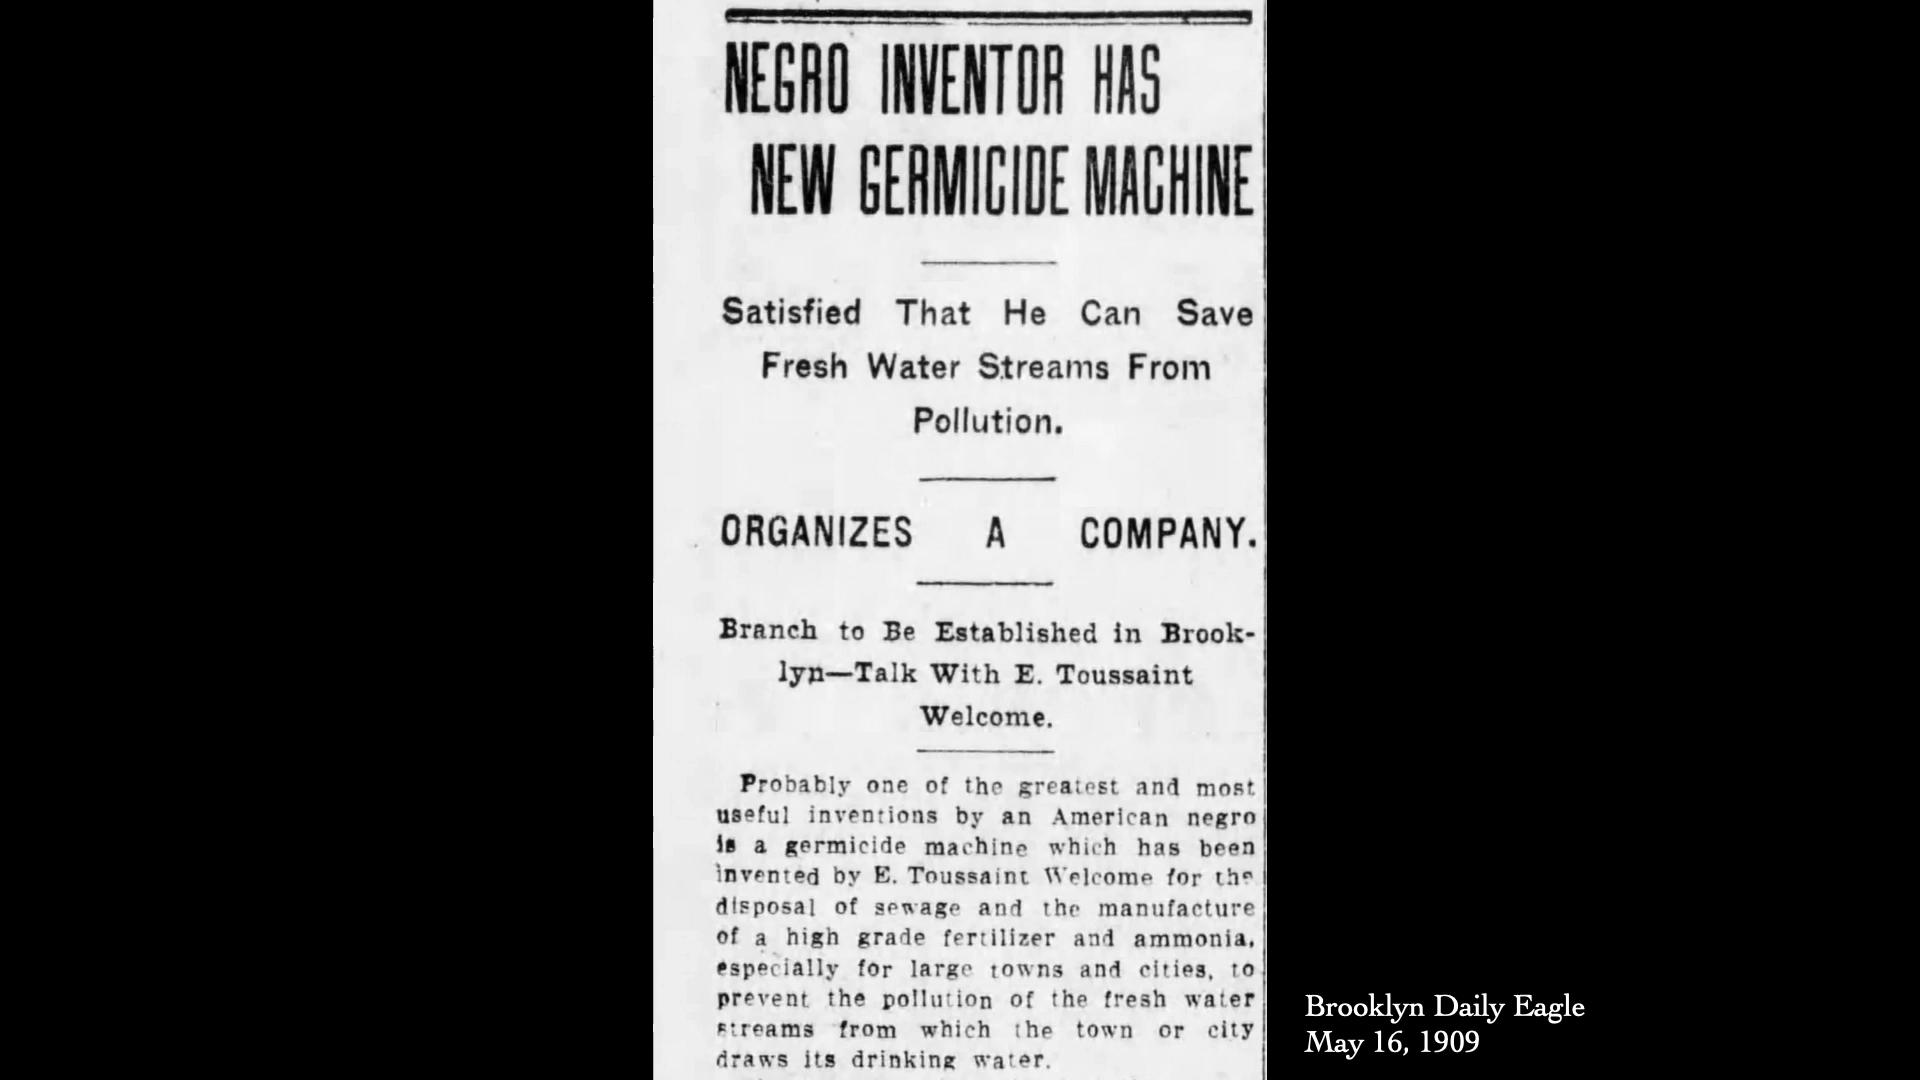 NEGRO INVENTOR HAS
NEW GERMICIDE MACHINE
Satisfied That He Can Save
Fresh Water Streams From
Pollution.
ORGANIZES A COMPANY.
Branch to Be Established in Brook-
lyn—Talk With E. Toussaint
Welcome.
Probably one of the greatest and most
useful inventions by an American negro
is a germicide machine which has been
invented by E. Toussaint Welcome for the
disposal of sewage and the manufacture
of a high grade fertilizer and ammonia,
especially for large towns and cities, to
prevent the pollution of the fresh water
streams from which the town or city
draws its drinking water.
Brooklyn Daily Eagle
May 16, 1909